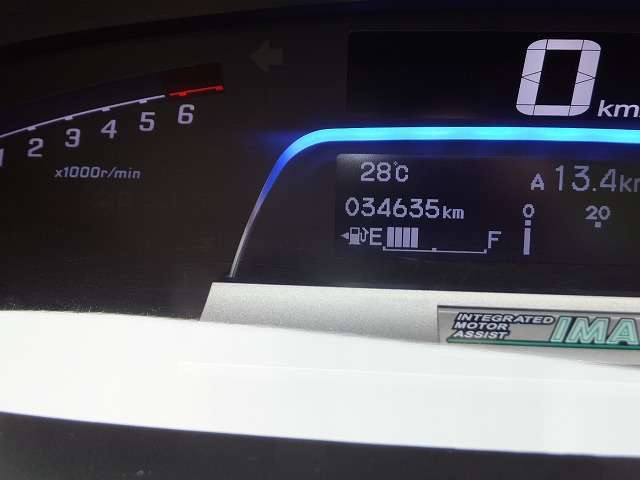 0 km/
1 2 3 4 5 6
x1000r/min
28°C
A 13.4km
034635km
0 20
E F
INTEGRATED
MOTOR
ASSIST
IMA